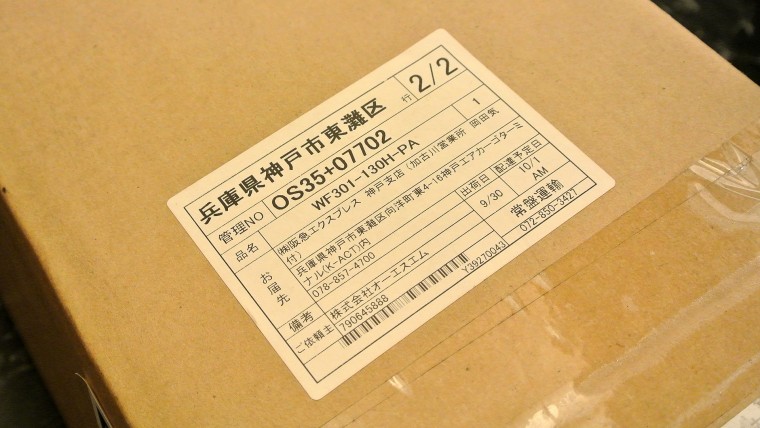 兵庫県神戸市東灘区 行 2/2
管理NO OS35+07702
品名 WF301-130H-PA 1
お届先 ㈱阪急エクスプレス 神戸支店 (加古川営業所 岡田気
付)
兵庫県神戸市東灘区向洋町東4-16神戸エアカーゴターミ
ナル(K-ACT)内
078-857-4700
出荷日 9/30
配達予定日 10/1
AM
備考
常盤運輸
072-850-3427
ご依頼主 株式会社オーエスエム
790645888
Y39270043